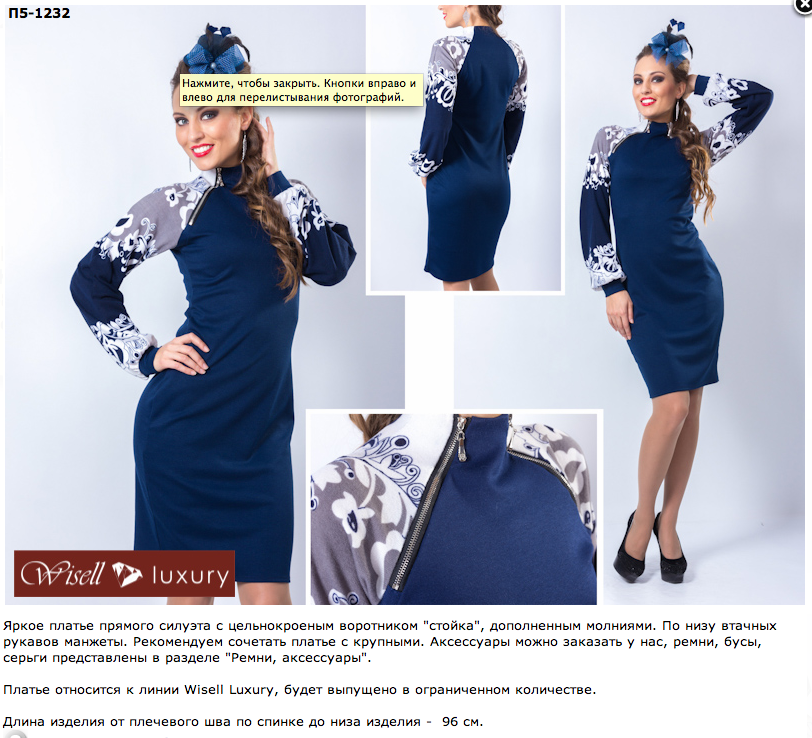 П5-1232
Нажмите, чтобы закрыть. Кнопки вправо и
влево для перелистывания фотографий.
Wisell luxury
Яркое платье прямого силуэта с цельнокроеным воротником "стойка", дополненным молниями. По низу втачных
рукавов манжеты. Рекомендуем сочетать платье с крупными. Аксессуары можно заказать у нас, ремни, бусы,
серьги представлены в разделе "Ремни, аксессуары".
Платье относится к линии Wisell Luxury, будет выпущено в ограниченном количестве.
Длина изделия от плечевого шва по спинке до низа изделия - 96 см.